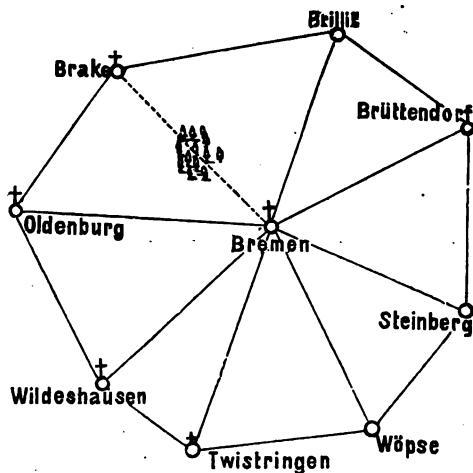 Brillit
Brake
Brüttendorf
Oldenburg
Bremen
Steinberg
Wildeshausen
Wöpse
Twistringen